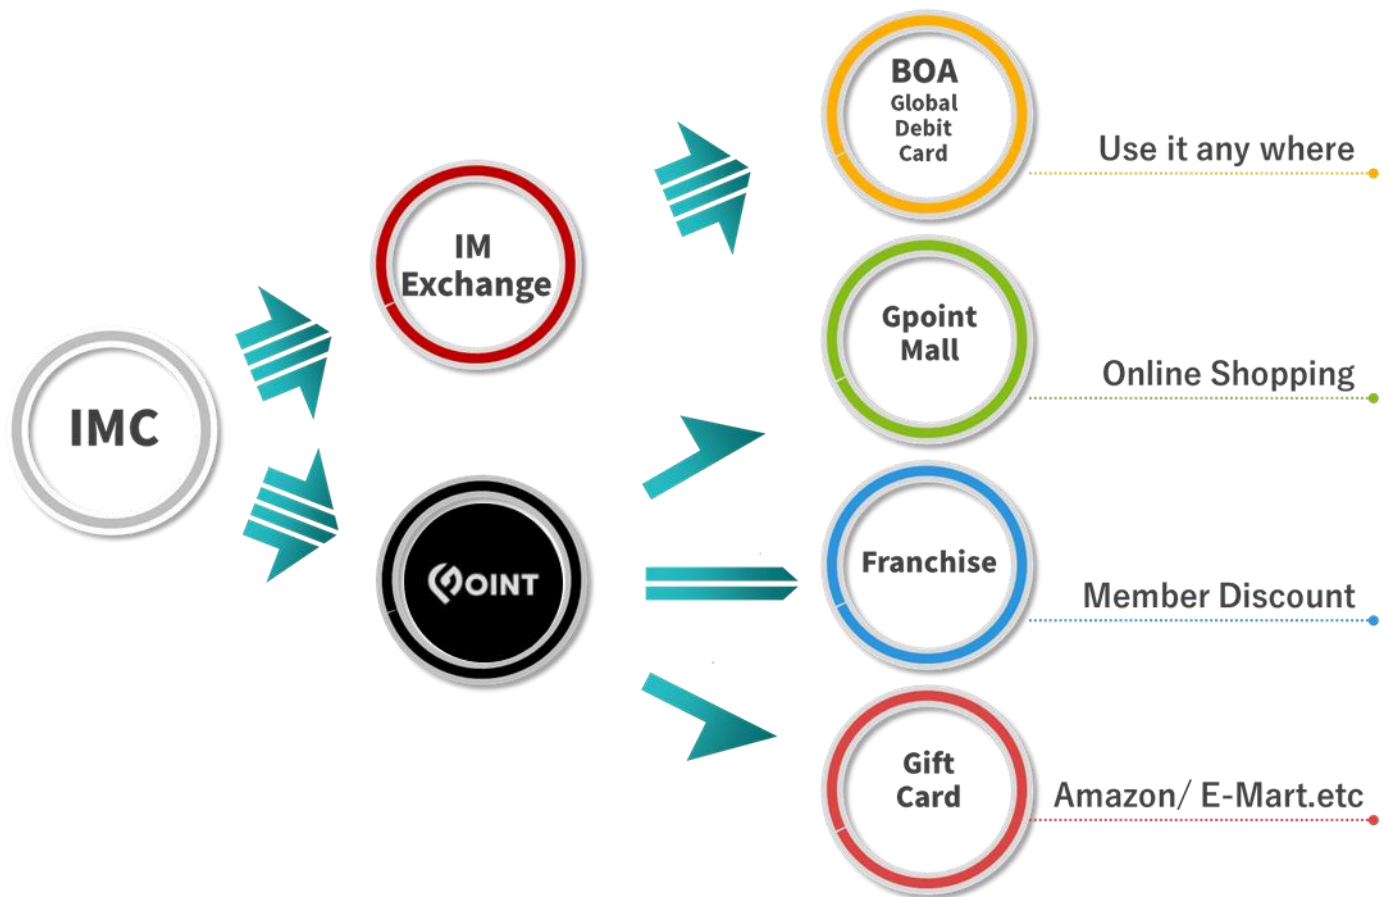 IMC
IM
Exchange
GOINT
BOA
Global
Debit
Card
Use it any where
Gpoint
Mall
Online Shopping
Franchise
Member Discount
Gift
Card
Amazon/ E-Mart.etc